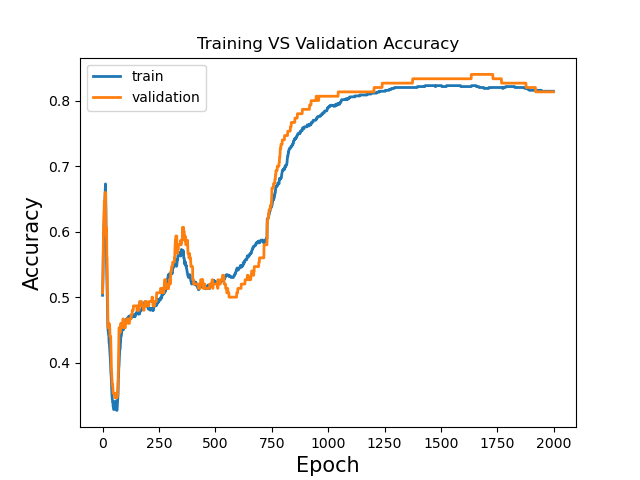 Training VS Validation Accuracy
train
validation
Accuracy
0.8
0.7
0.6
0.5
0.4
0 250 500 750 1000 1250 1500 1750 2000
Epoch